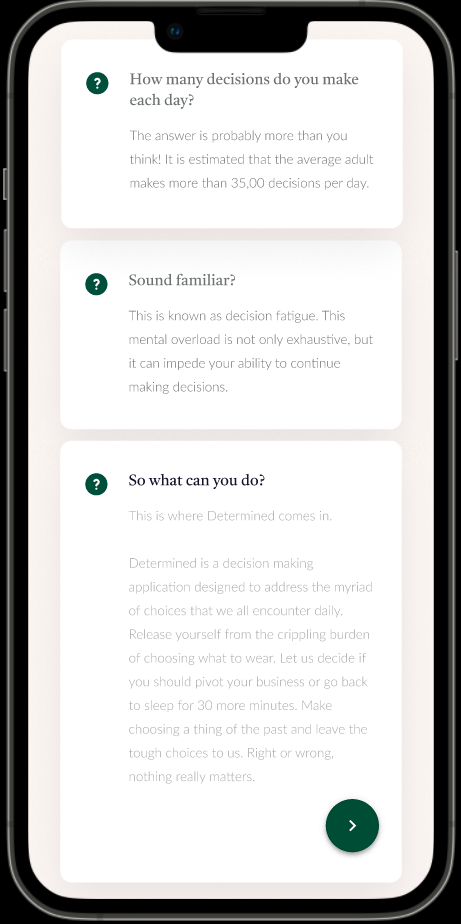 How many decisions do you make
each day?
The answer is probably more than you
think! It is estimated that the average adult
makes more than 35,00 decisions per day.
Sound familiar?
This is known as decision fatigue. This
mental overload is not only exhaustive, but
it can impede your ability to continue
making decisions.
So what can you do?
This is where Determined comes in.
Determined is a decision making
application designed to address the myriad
of choices that we all encounter daily.
Release yourself from the crippling burden
of choosing what to wear. Let us decide if
you should pivot your business or go back
to sleep for 30 more minutes. Make
choosing a thing of the past and leave the
tough choices to us. Right or wrong,
nothing really matters.